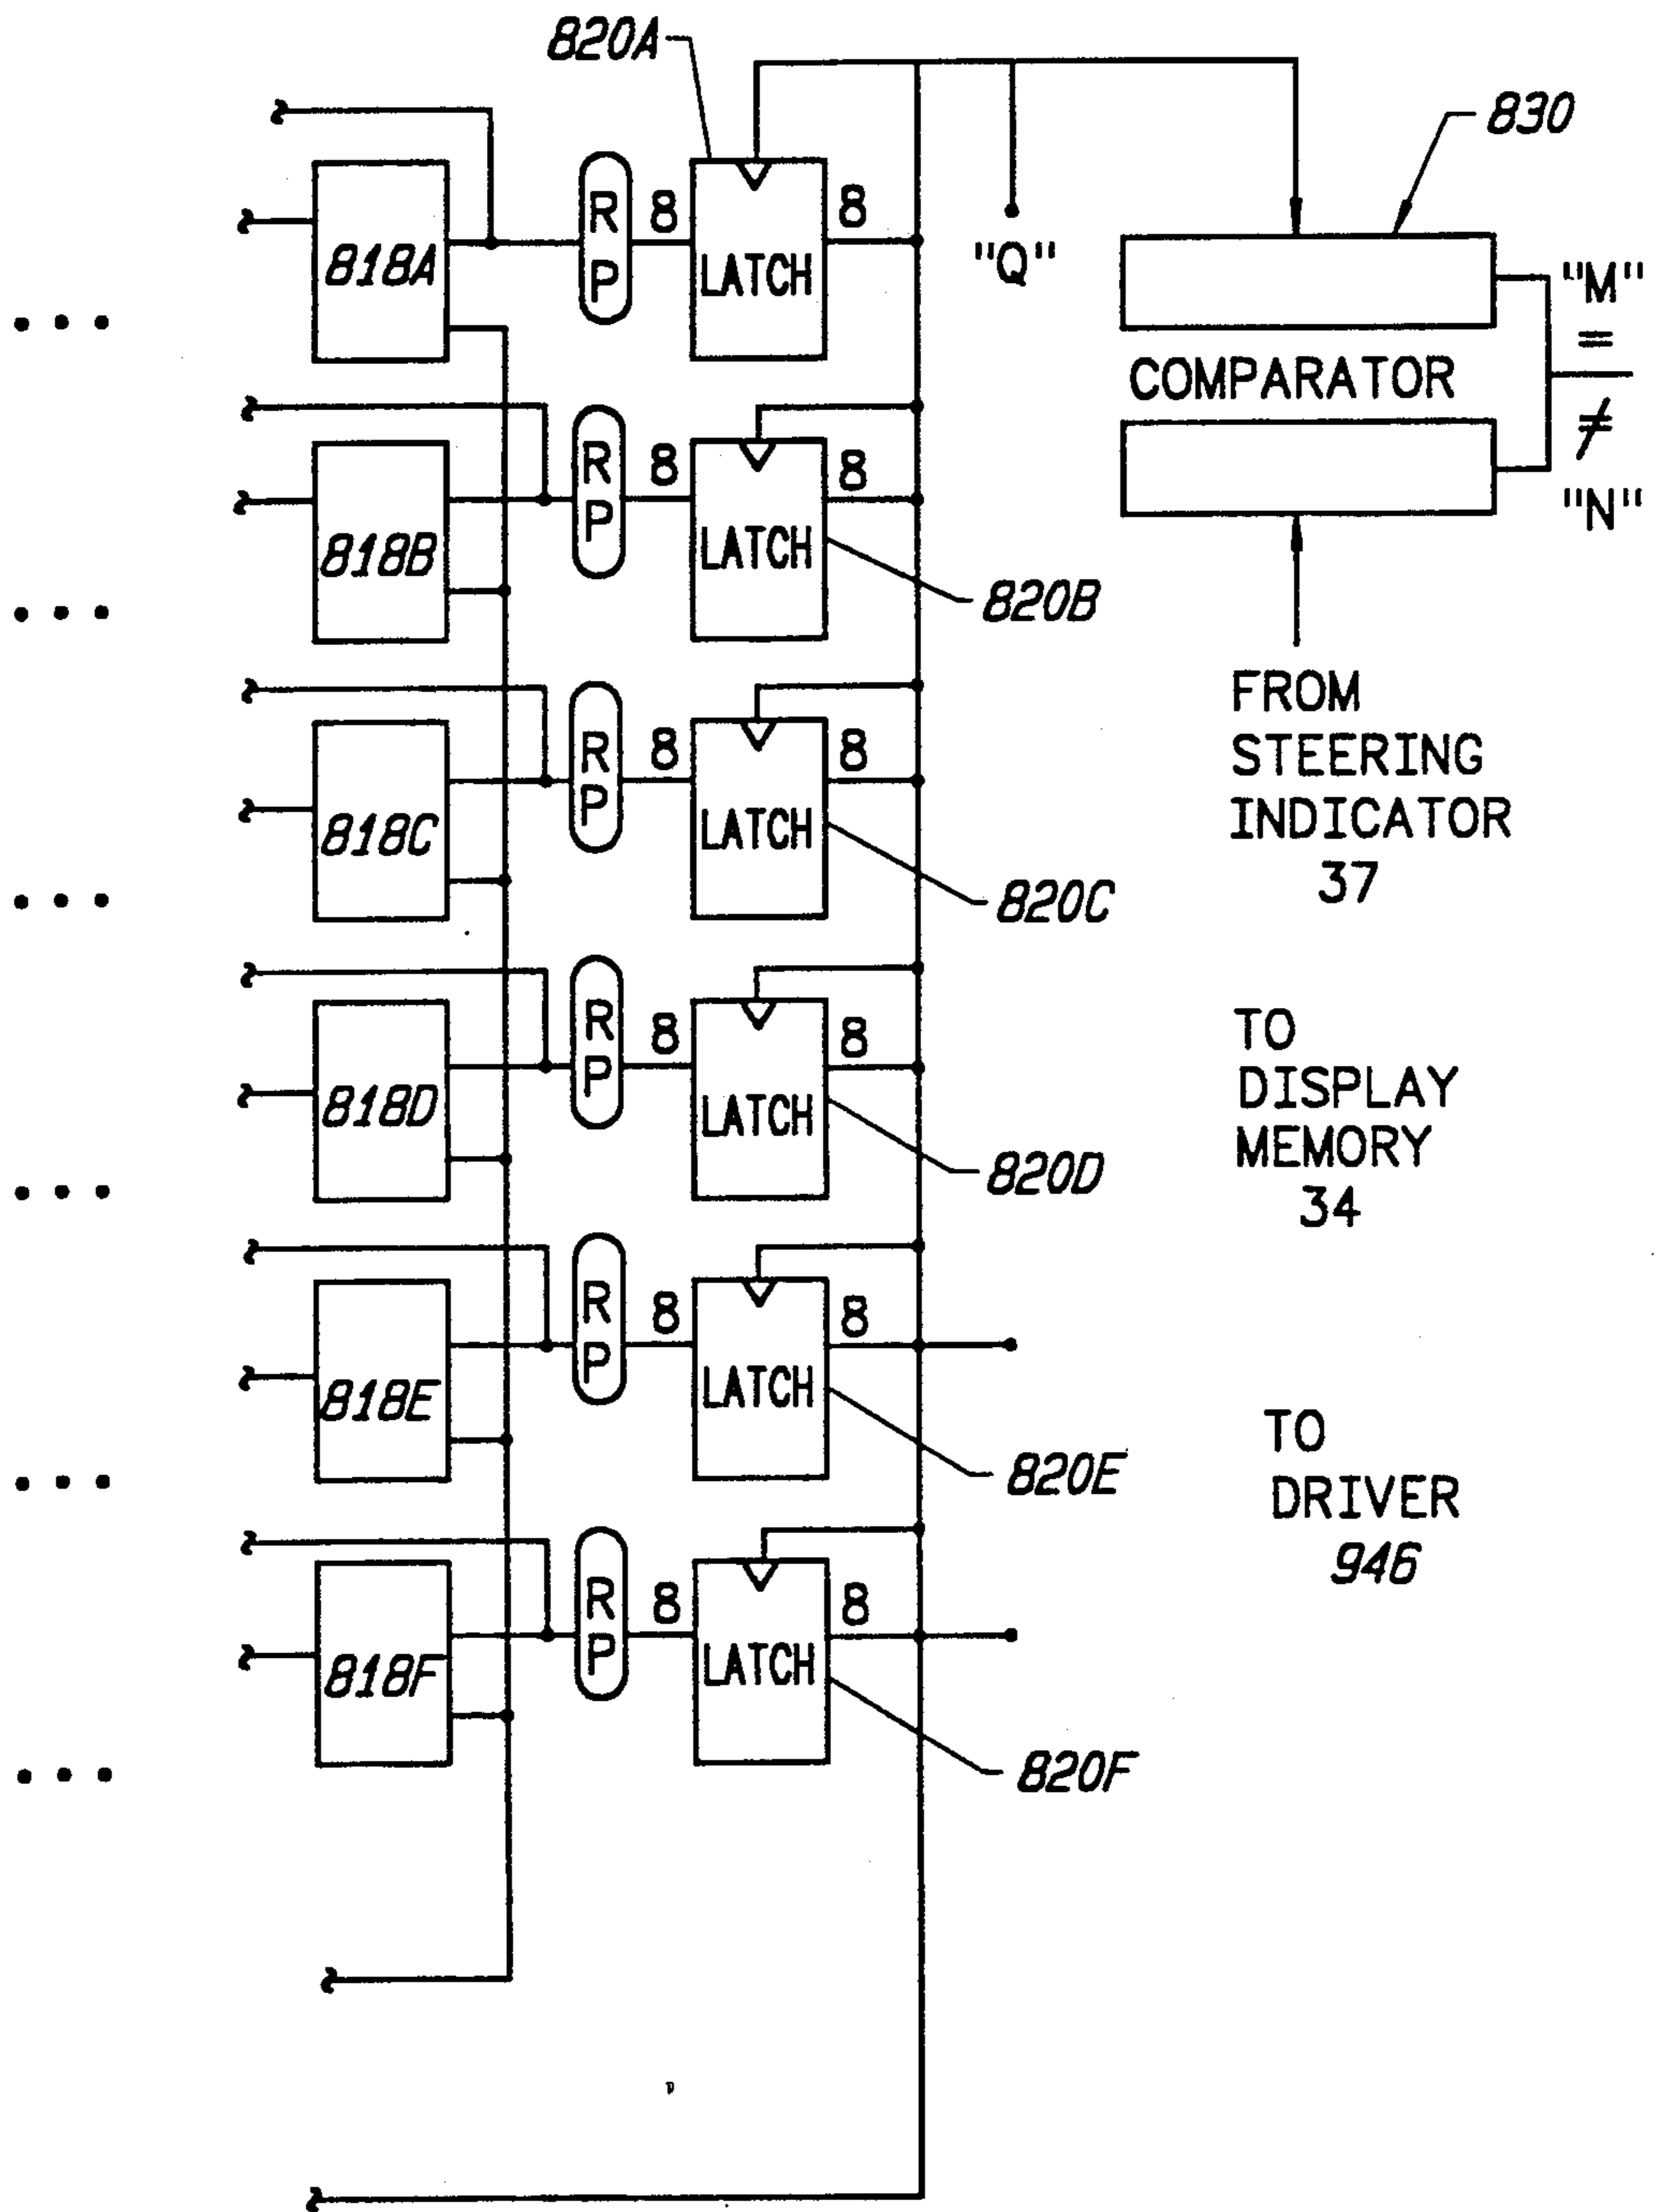 820A
830
R
P
8
8
818A
LATCH
"Q"
"M"
=
COMPARATOR
≠
"N"
R
P
8
8
818B
LATCH
820B
FROM
STEERING
INDICATOR
37
R
P
8
8
818C
LATCH
820C
R
P
8
8
818D
LATCH
820D
TO
DISPLAY
MEMORY
34
R
P
8
8
818E
LATCH
820E
TO
DRIVER
946
R
P
8
8
818F
LATCH
820F